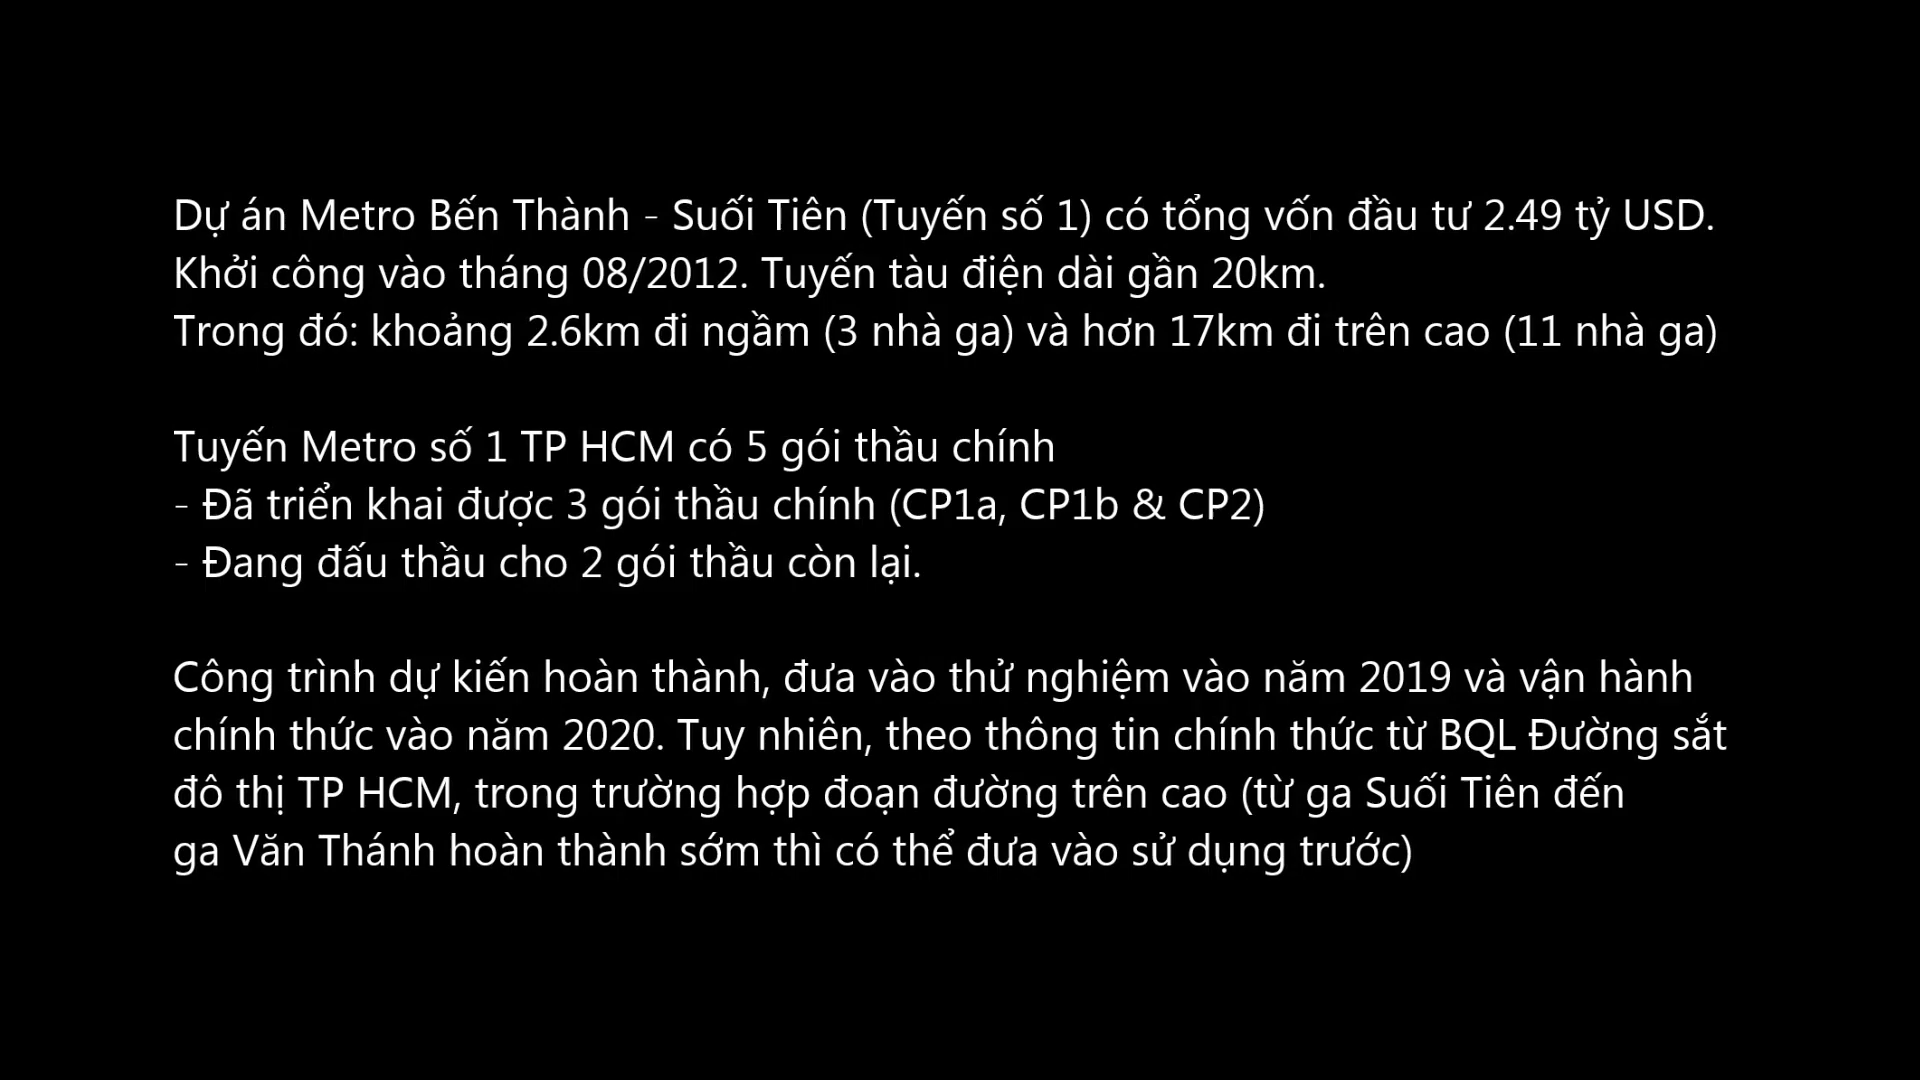 Dự án Metro Bến Thành - Suối Tiên (Tuyến số 1) có tổng vốn đầu tư 2.49 tỷ USD.
Khởi công vào tháng 08/2012. Tuyến tàu điện dài gần 20km.
Trong đó: khoảng 2.6km đi ngầm (3 nhà ga) và hơn 17km đi trên cao (11 nhà ga)
Tuyến Metro số 1 TP HCM có 5 gói thầu chính
- Đã triển khai được 3 gói thầu chính (CP1a, CP1b & CP2)
- Đang đấu thầu cho 2 gói thầu còn lại.
Công trình dự kiến hoàn thành, đưa vào thử nghiệm vào năm 2019 và vận hành
chính thức vào năm 2020. Tuy nhiên, theo thông tin chính thức từ BQL Đường sắt
đô thị TP HCM, trong trường hợp đoạn đường trên cao (từ ga Suối Tiên đến
ga Văn Thánh hoàn thành sớm thì có thể đưa vào sử dụng trước)